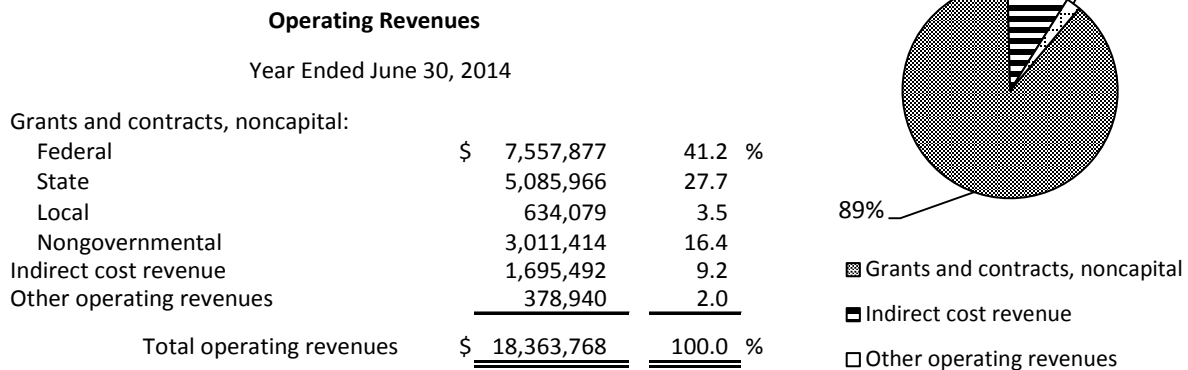 Operating Revenues
Year Ended June 30, 2014
Grants and contracts, noncapital:
Federal $ 7,557,877 41.2 %
State 5,085,966 27.7
Local 634,079 3.5
Nongovernmental 3,011,414 16.4
Indirect cost revenue 1,695,492 9.2
Other operating revenues 378,940 2.0
Total operating revenues $ 18,363,768 100.0 %
89%
Grants and contracts, noncapital
Indirect cost revenue
Other operating revenues